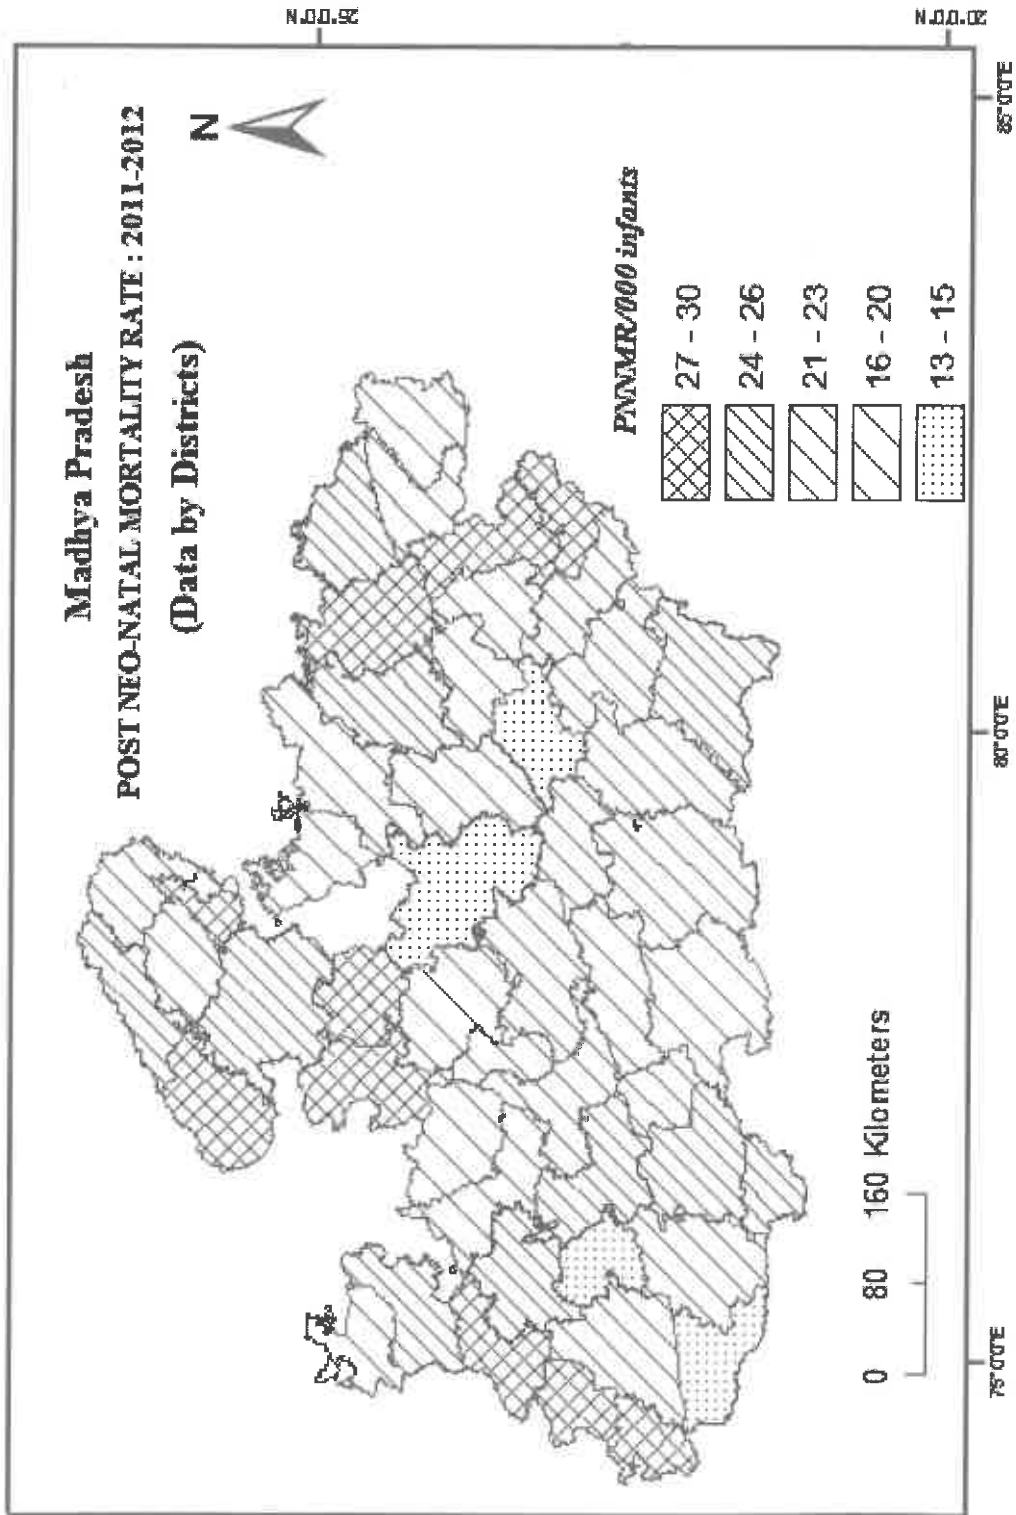 Madhya Pradesh
POST NEO-NATAL MORTALITY RATE : 2011-2012
(Data by Districts)
N
25°0'0"N
20°0'0"N
PNNMR/000 infants
27 - 30
24 - 26
21 - 23
16 - 20
13 - 15
0 80 160 Kilometers
75°0'0"E
80°0'0"E
85°0'0"E